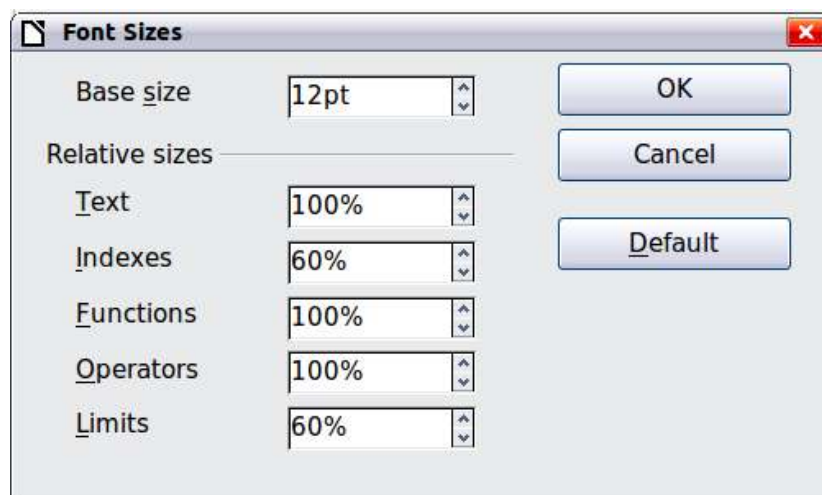 Font Sizes
Base size 12pt OK
Relative sizes Cancel
Text 100%
Default
Indexes 60%
Functions 100%
Operators 100%
Limits 60%